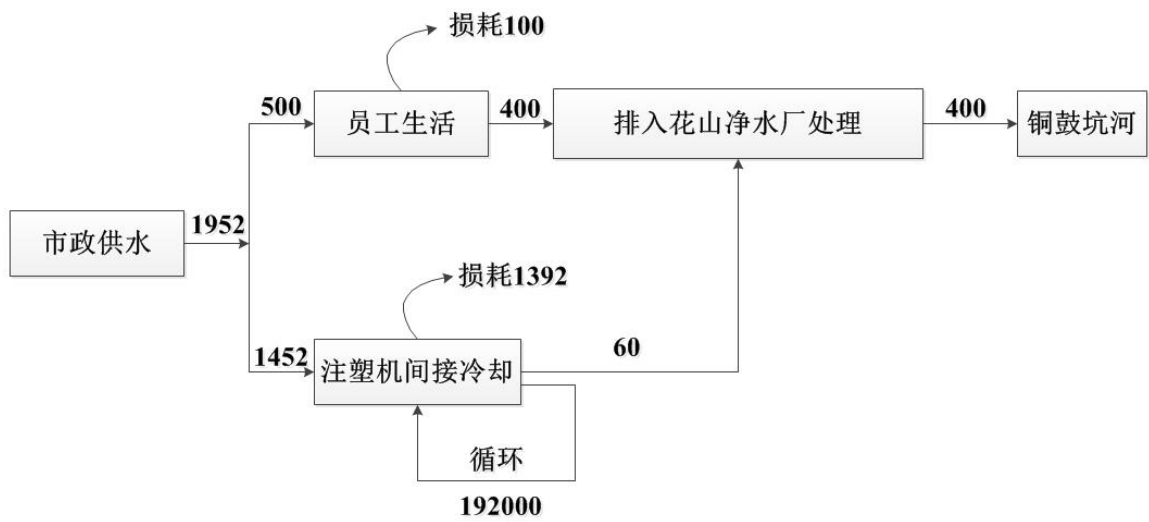 损耗100
500
员工生活
400
排入花山净水厂处理
400
铜鼓坑河
市政供水
1952
损耗1392
1452
注塑机间接冷却
60
循环
192000